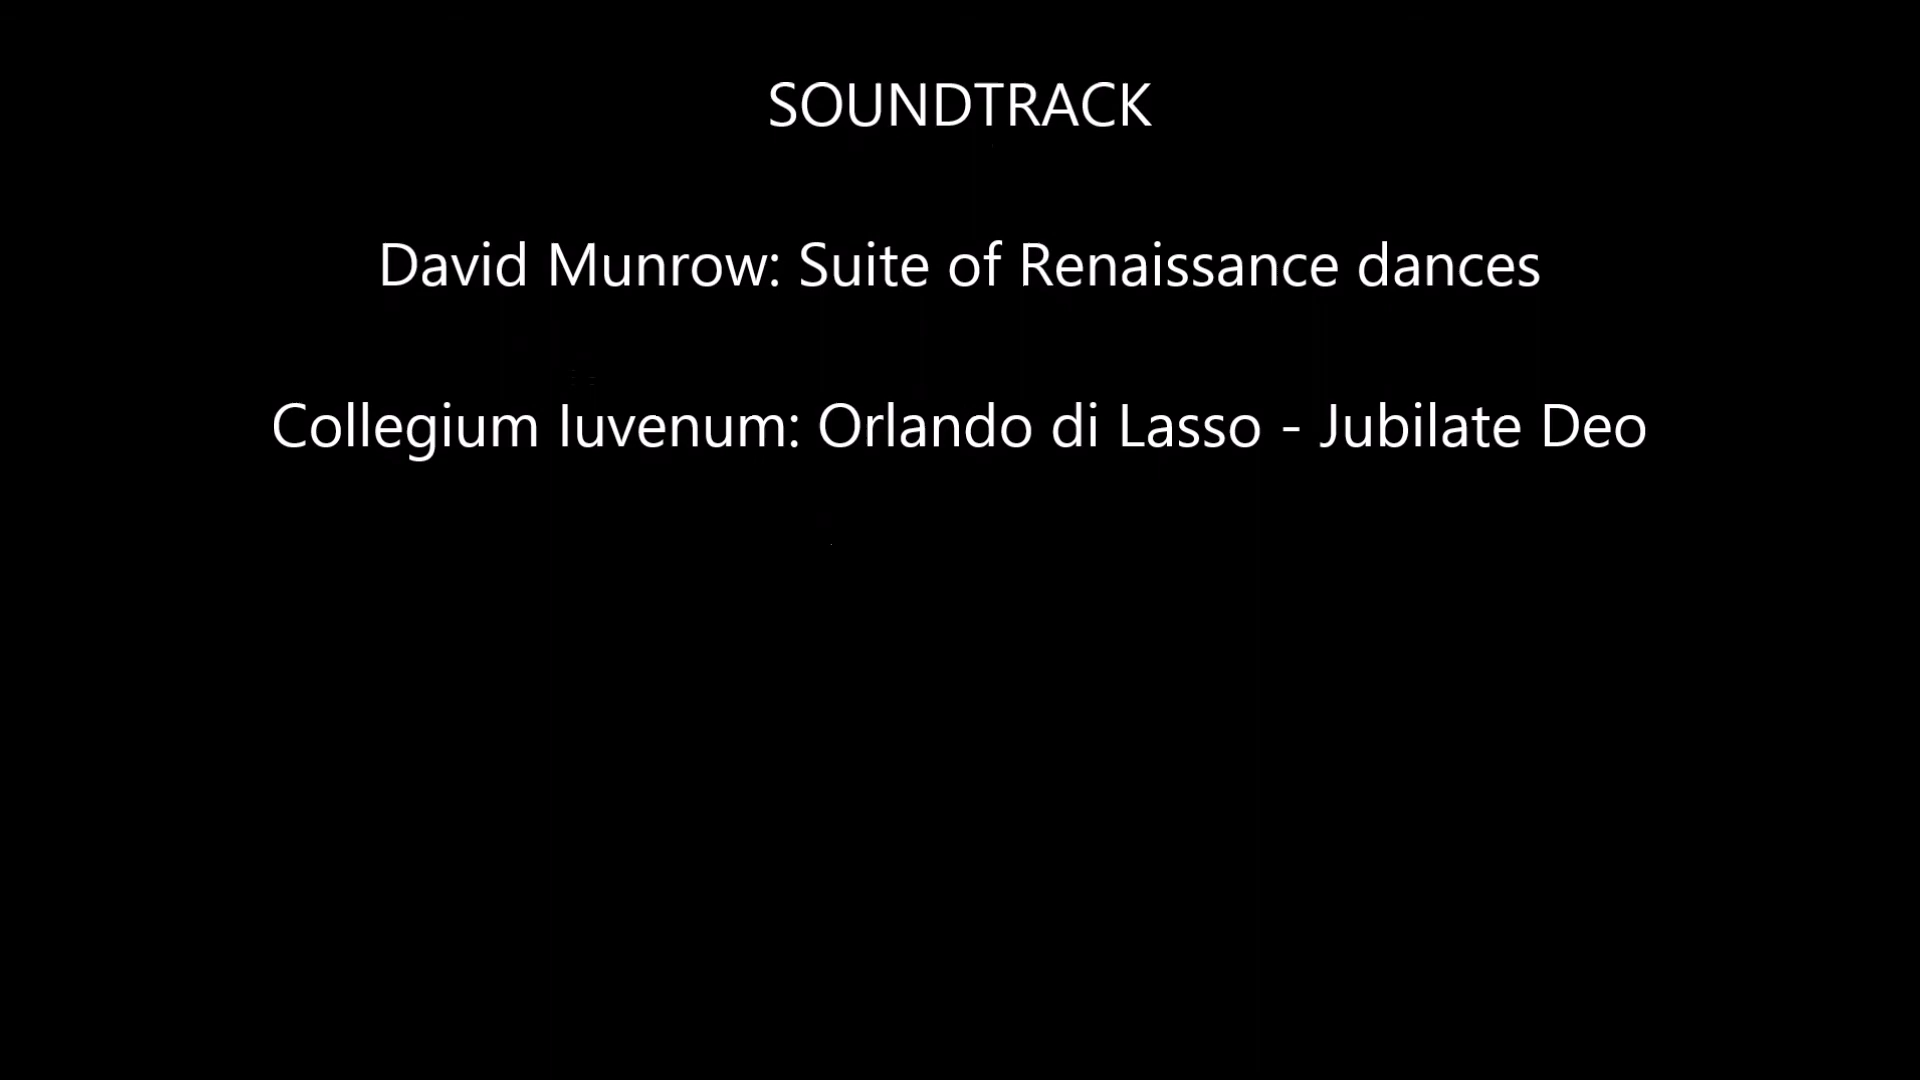 SOUNDTRACK
David Munrow: Suite of Renaissance dances
Collegium Iuvenum: Orlando di Lasso - Jubilate Deo